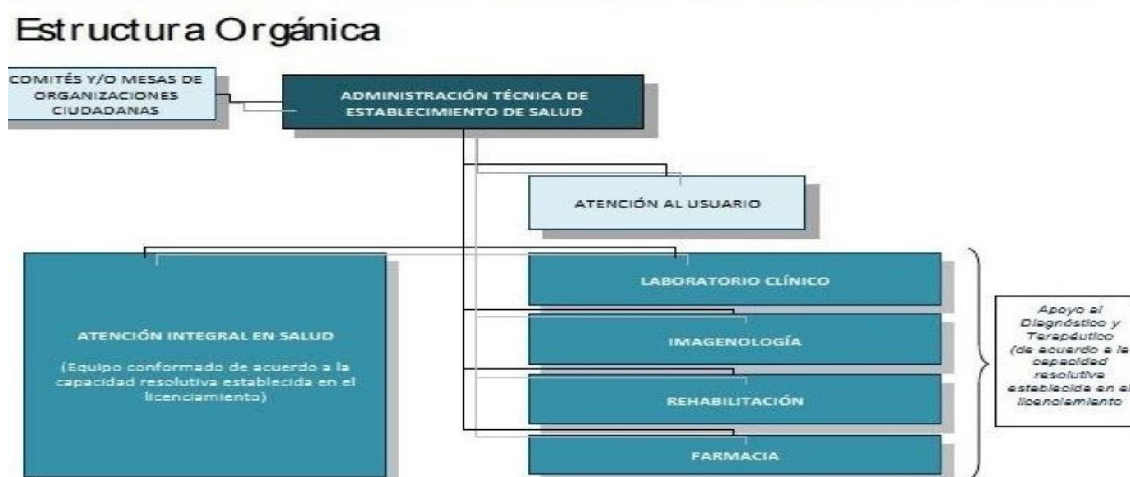 Estructura Orgánica
COMITÉS Y/O MESAS DE
ORGANIZACIONES
CIUDADANAS
ADMINISTRACIÓN TÉCNICA DE
ESTABLECIMIENTO DE SALUD
ATENCIÓN AL USUARIO
ATENCIÓN INTEGRAL EN SALUD
(Equipo conformado de acuerdo a la
capacidad resolutiva establecida en el
licenciamiento)
LABORATORIO CLÍNICO
IMAGENOLOGÍA
REHABILITACIÓN
FARMACIA
Apoyo al
Diagnóstico y
Terapéutico
(de acuerdo a la
capacidad
resolutiva
establecida en el
licenciamiento